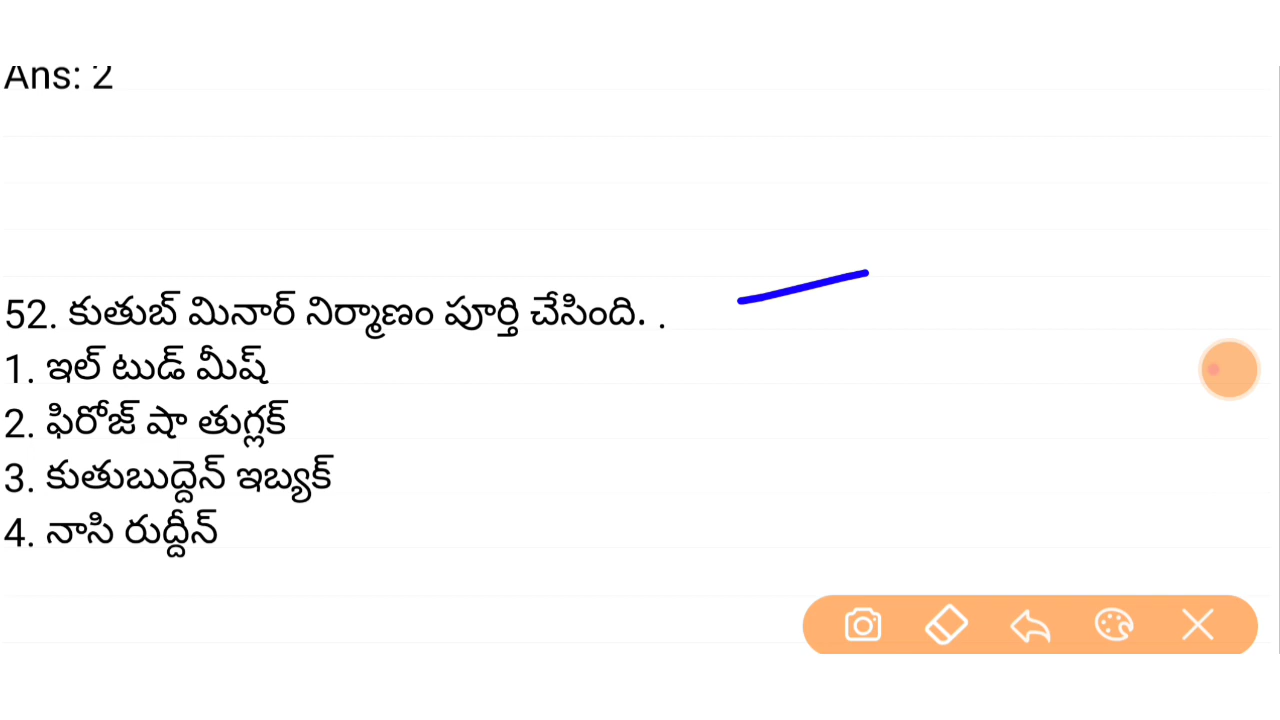 Ans: 2
52. కుతుబ్ మినార్ నిర్మాణం పూర్తి చేసింది. .
1. ఇల్ టుడ్ మీష్
2. ఫిరోజ్ షా తుగ్లక్
3. కుతుబుద్దెన్ ఇబ్యక్
4. నాసి రుద్దీన్